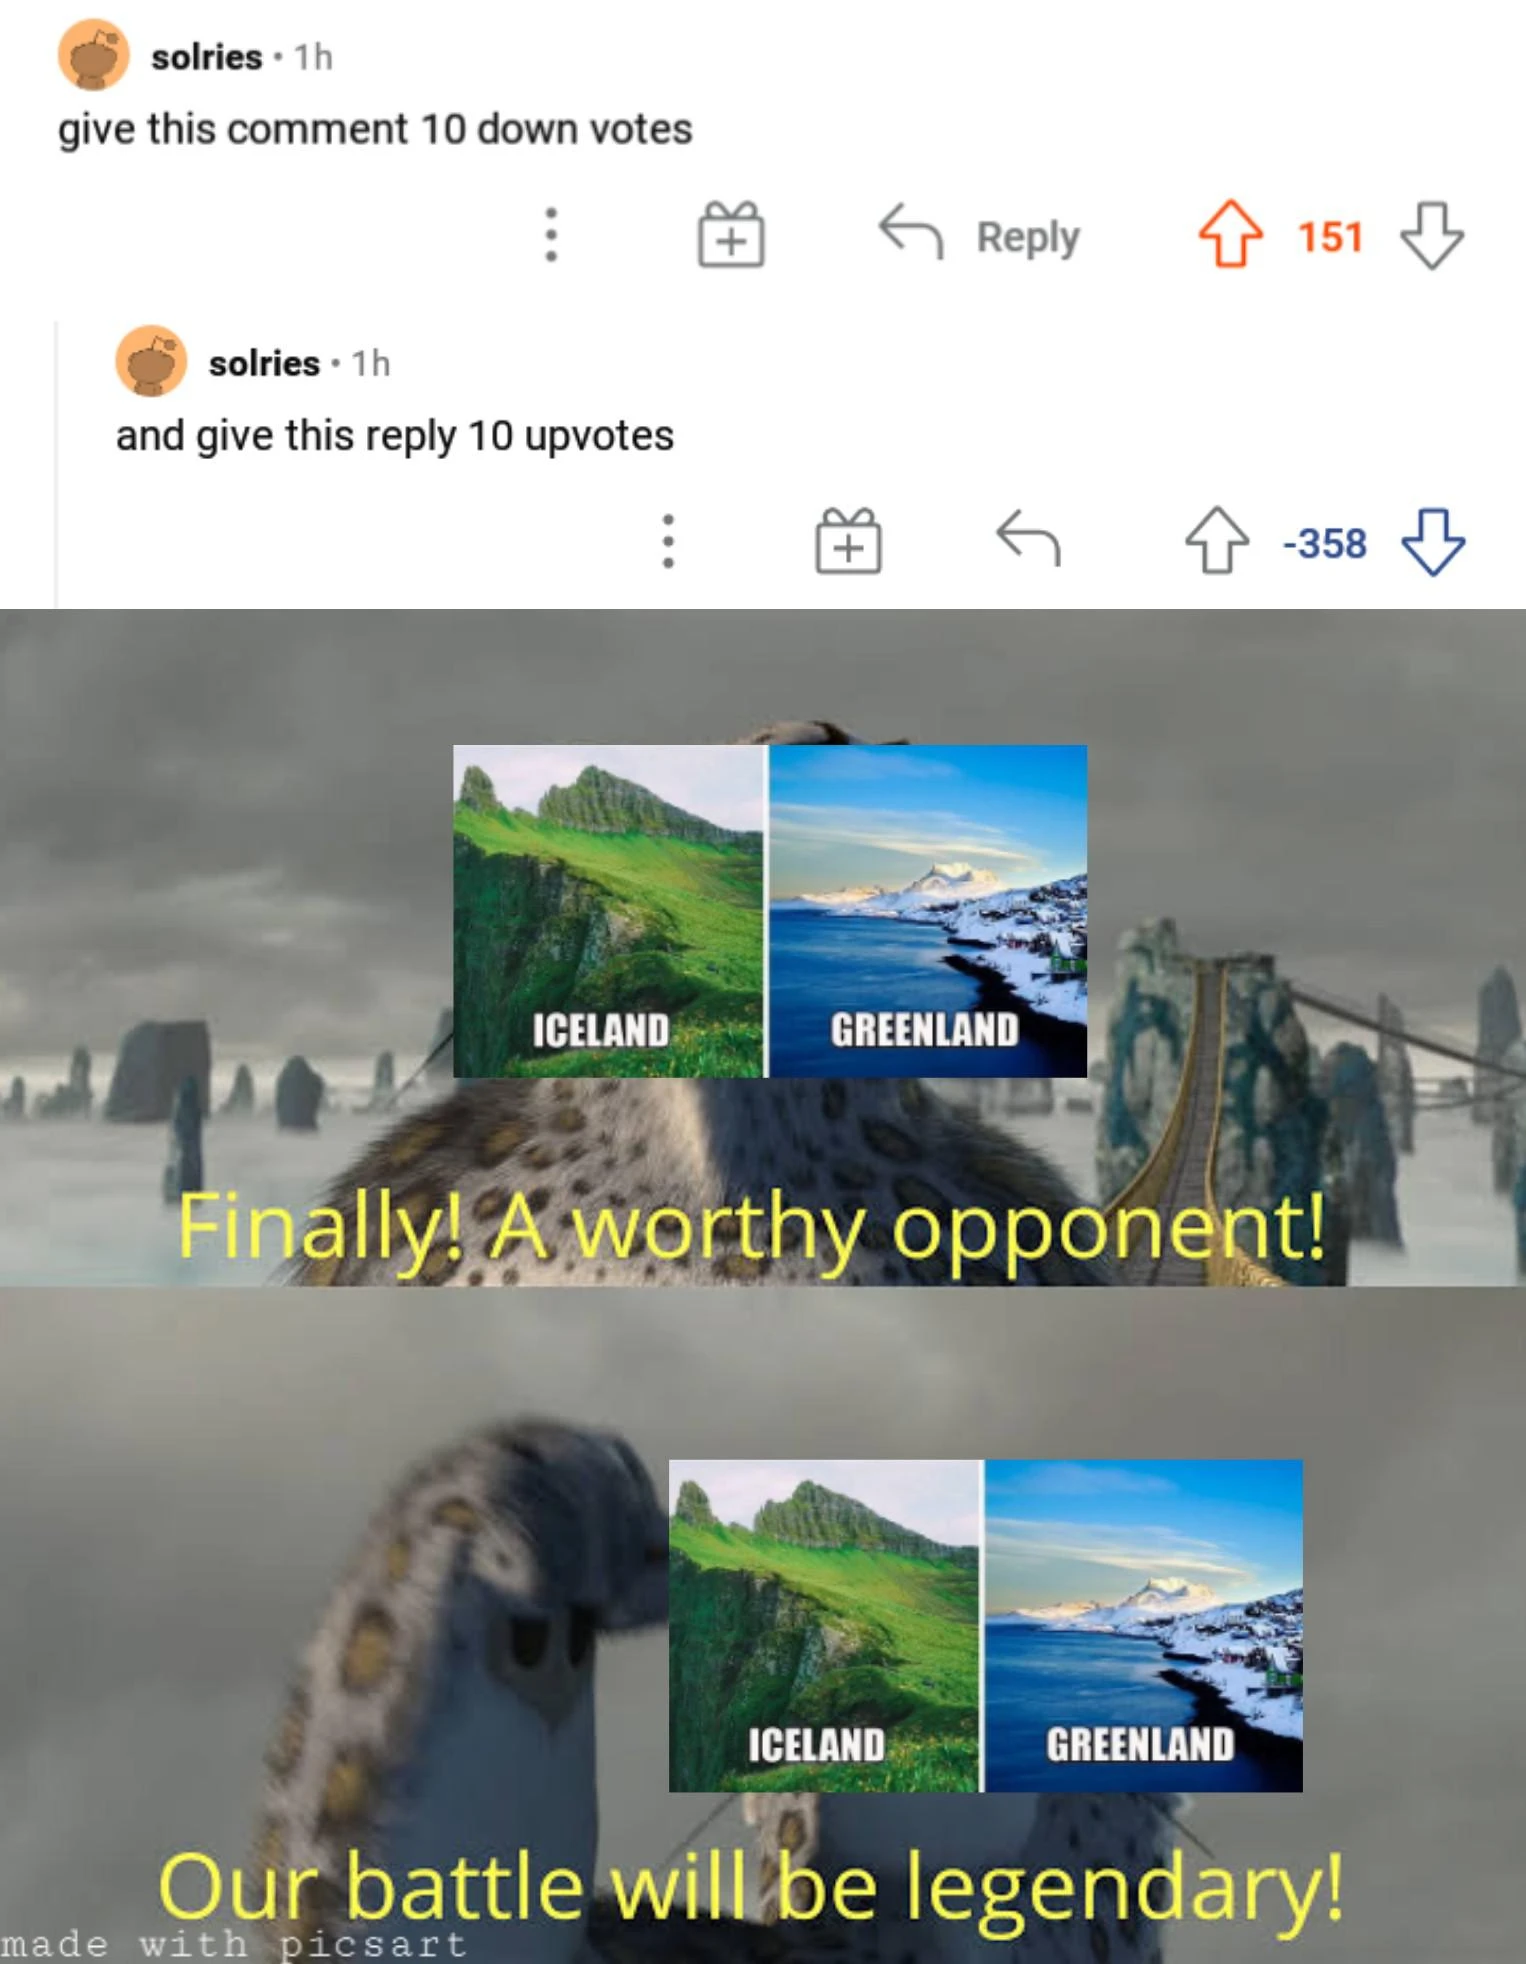 solries • 1h
give this comment 10 down votes
Reply 151
solries • 1h
and give this reply 10 upvotes
-358
ICELAND GREENLAND
Finally! A worthy opponent!
ICELAND GREENLAND
Our battle will be legendary!
made with picsart